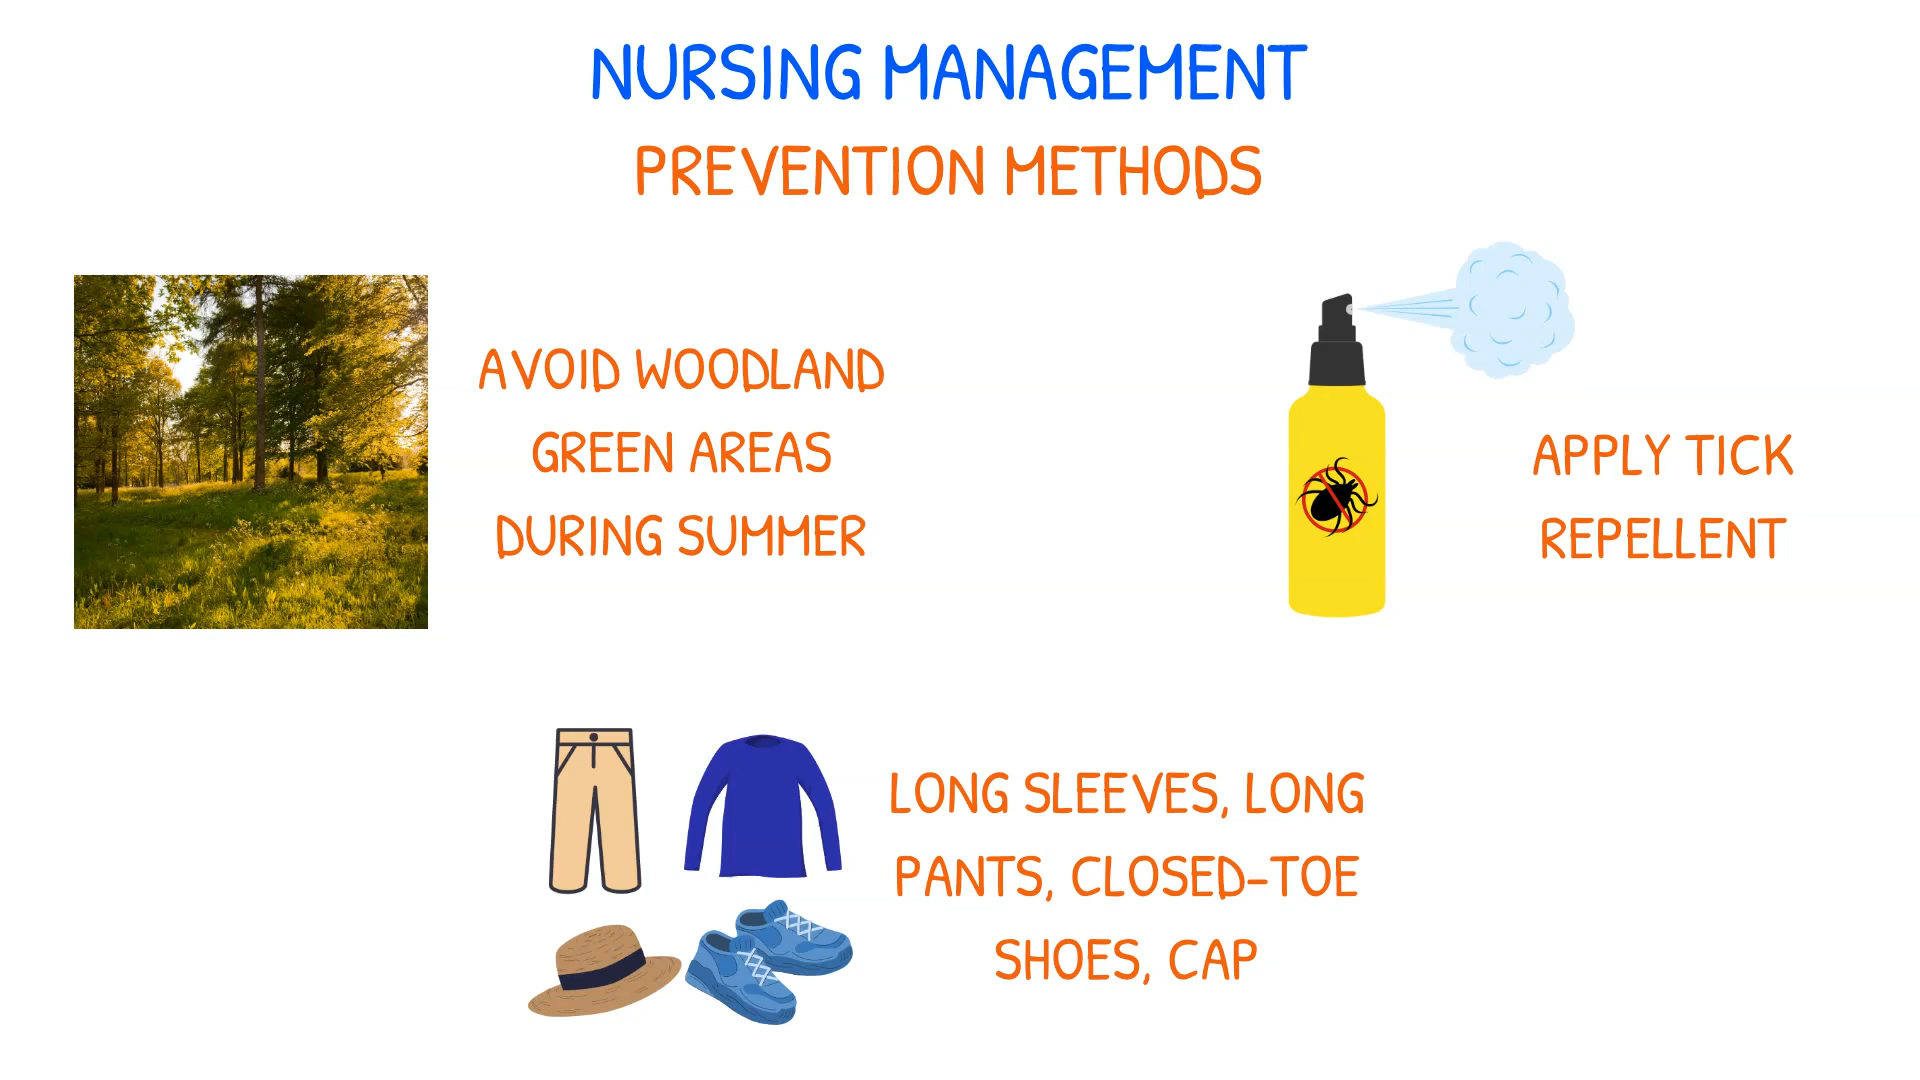 NURSING MANAGEMENT
PREVENTION METHODS
AVOID WOODLAND
GREEN AREAS
DURING SUMMER
APPLY TICK
REPELLENT
LONG SLEEVES, LONG
PANTS, CLOSED-TOE
SHOES, CAP